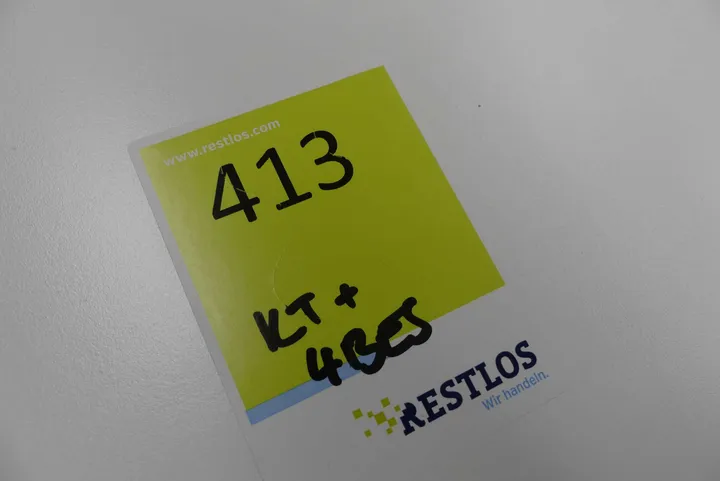 www.restlos.com
413
KT +
4BES
RESTLOS
Wir handeln.